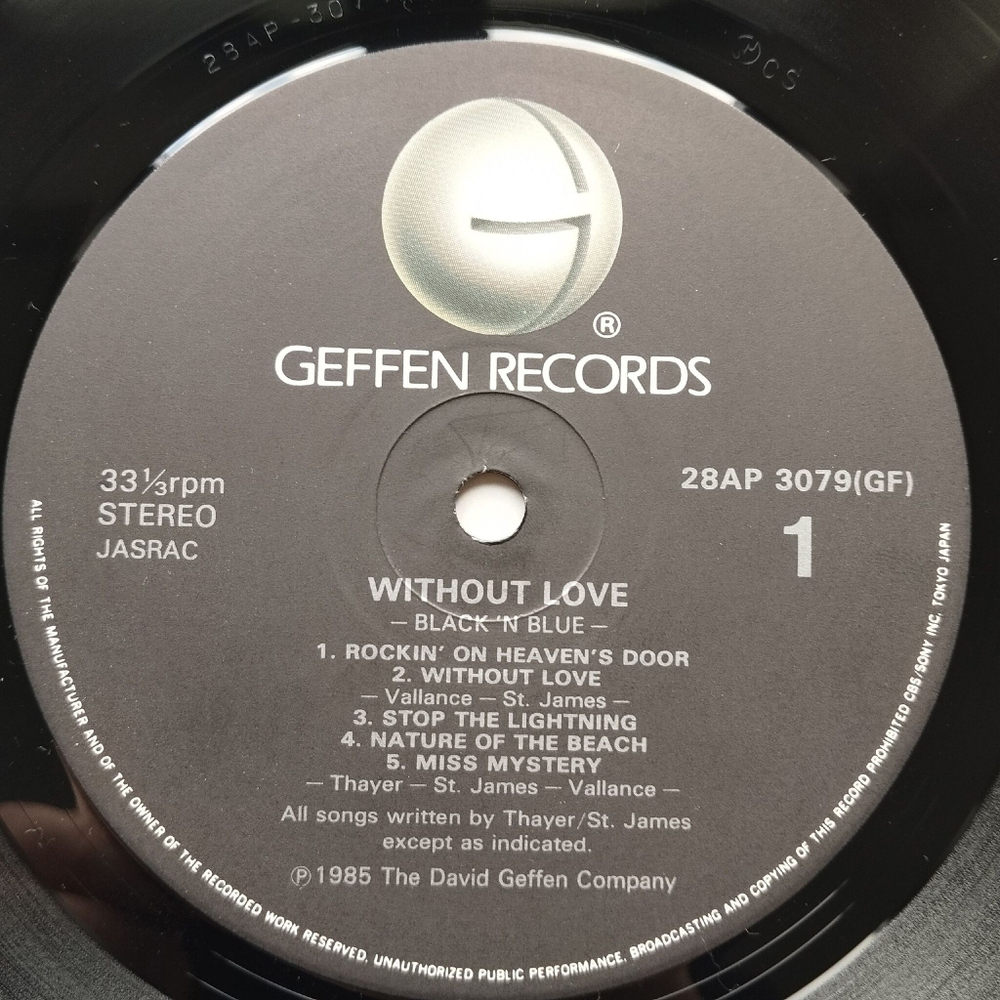 28AP-307
Ⓟ CS
®
GEFFEN RECORDS
33⅓rpm
STEREO
JASRAC
28AP 3079(GF)
1
WITHOUT LOVE
— BLACK 'N BLUE —
1. ROCKIN' ON HEAVEN'S DOOR
2. WITHOUT LOVE
— Vallance — St. James —
3. STOP THE LIGHTNING
4. NATURE OF THE BEACH
5. MISS MYSTERY
— Thayer — St. James — Vallance —
All songs written by Thayer/St. James
except as indicated.
Ⓟ1985 The David Geffen Company
ALL RIGHTS OF THE MANUFACTURER AND OF THE OWNER OF THE RECORDED WORK RESERVED. UNAUTHORIZED PUBLIC PERFORMANCE. BROADCASTING AND COPYING OF THIS RECORD PROHIBITED CBS/SONY INC. TOKYO JAPAN